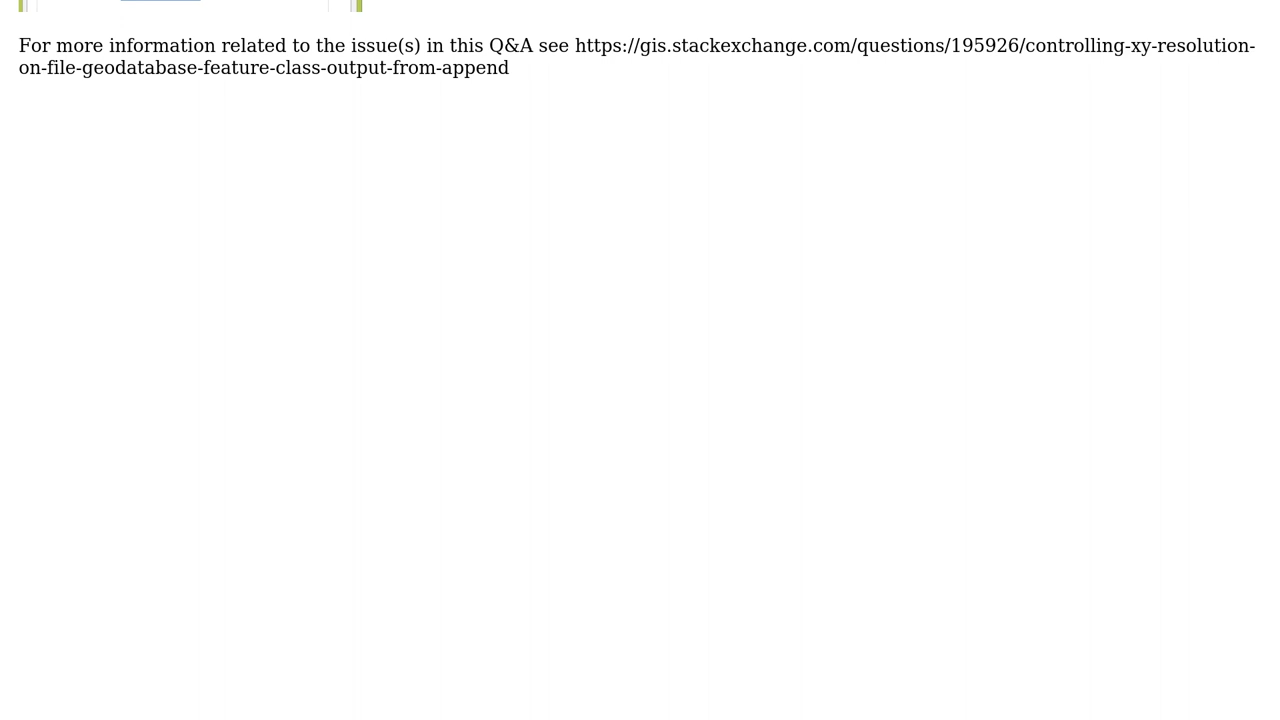 For more information related to the issue(s) in this Q&A see https://gis.stackexchange.com/questions/195926/controlling-xy-resolution-
on-file-geodatabase-feature-class-output-from-append